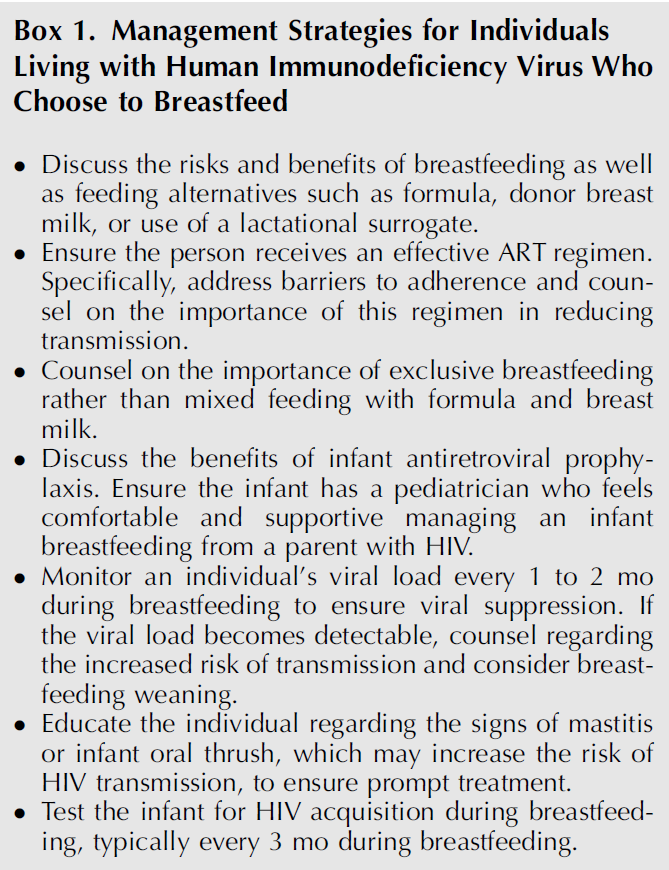 Box 1. Management Strategies for Individuals
Living with Human Immunodeficiency Virus Who
Choose to Breastfeed
• Discuss the risks and benefits of breastfeeding as well
as feeding alternatives such as formula, donor breast
milk, or use of a lactational surrogate.
• Ensure the person receives an effective ART regimen.
Specifically, address barriers to adherence and coun-
sel on the importance of this regimen in reducing
transmission.
• Counsel on the importance of exclusive breastfeeding
rather than mixed feeding with formula and breast
milk.
• Discuss the benefits of infant antiretroviral prophy-
laxis. Ensure the infant has a pediatrician who feels
comfortable and supportive managing an infant
breastfeeding from a parent with HIV.
• Monitor an individual's viral load every 1 to 2 mo
during breastfeeding to ensure viral suppression. If
the viral load becomes detectable, counsel regarding
the increased risk of transmission and consider breast-
feeding weaning.
• Educate the individual regarding the signs of mastitis
or infant oral thrush, which may increase the risk of
HIV transmission, to ensure prompt treatment.
• Test the infant for HIV acquisition during breastfeed-
ing, typically every 3 mo during breastfeeding.